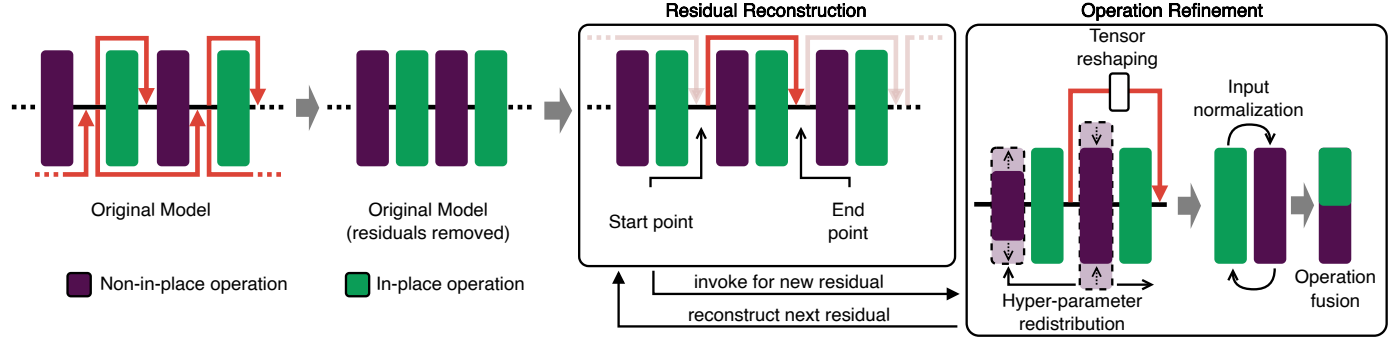 Residual Reconstruction
Operation Refinement
Original Model
Original Model
(residuals removed)
Start point
End
point
Tensor
reshaping
Input
normalization
Hyper-parameter
redistribution
Operation
fusion
Non-in-place operation
In-place operation
invoke for new residual
reconstruct next residual